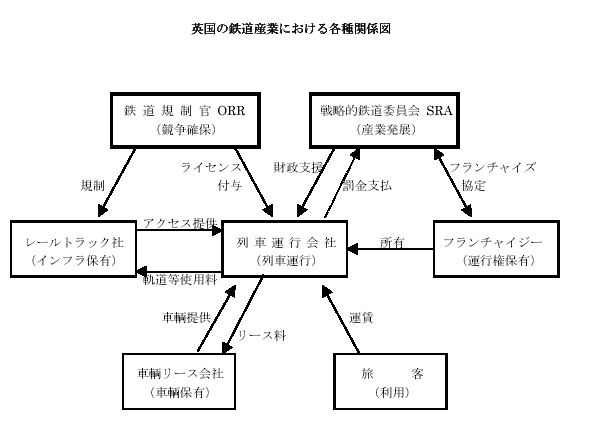 英国の鉄道産業における各種関係図
鉄道規制官 ORR
（競争確保）
戦略的鉄道委員会 SRA
（産業発展）
規制
ライセンス
付与
財政支援
罰金支払
フランチャイズ
協定
レールトラック社
（インフラ保有）
アクセス提供
軌道等使用料
列車運行会社
（列車運行）
所有
フランチャイジー
（運行権保有）
車輌提供
リース料
運賃
車輌リース会社
（車輌保有）
旅　　客
（利用）